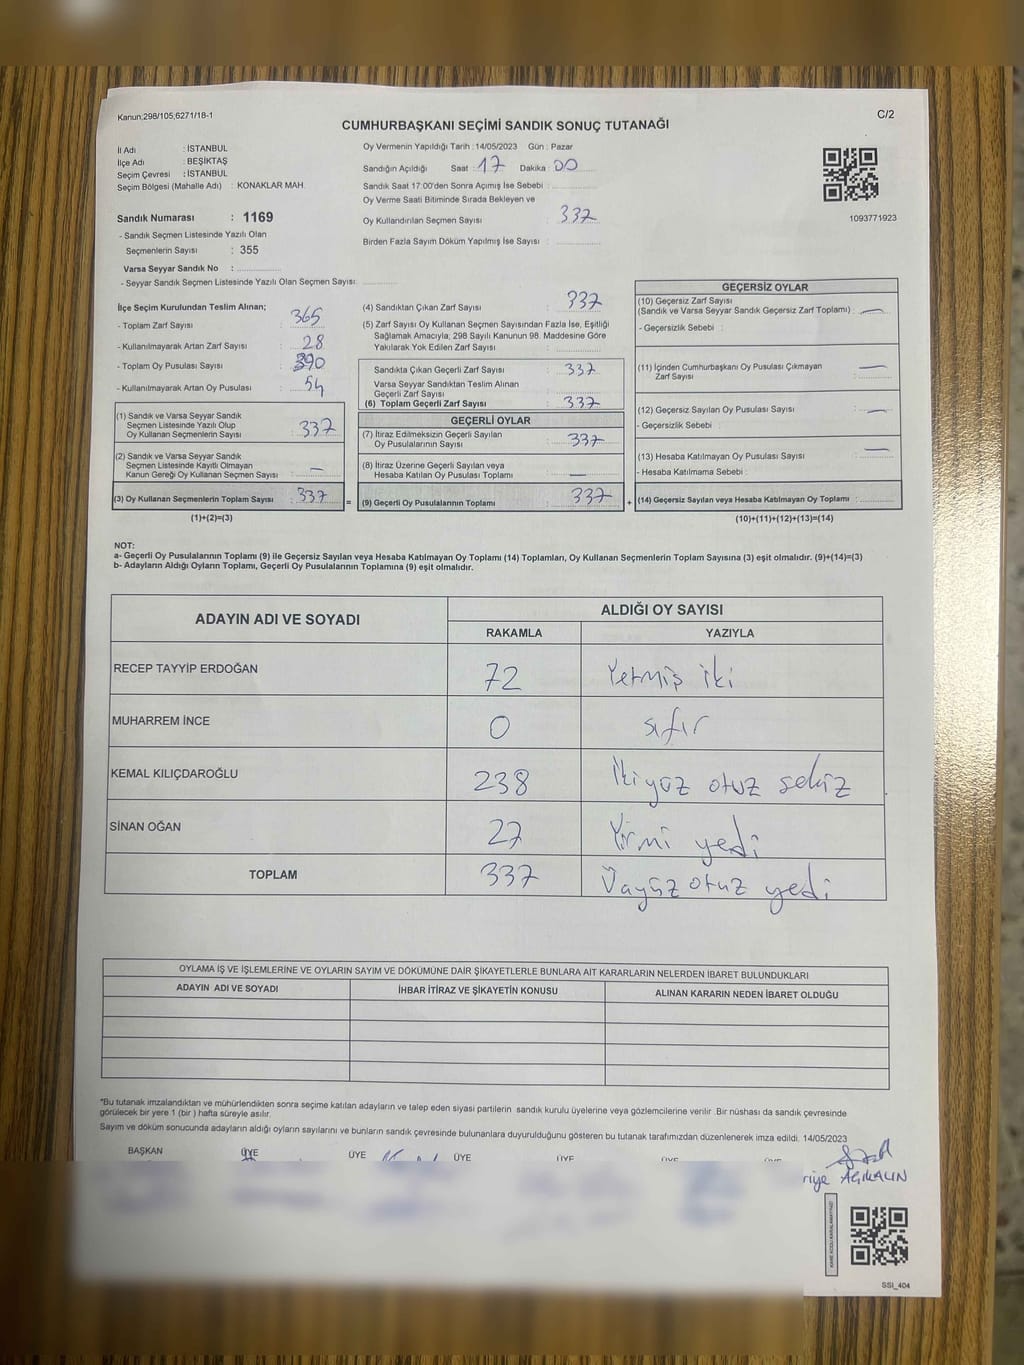 Kanun;298/105;6271/18-1
C/2
CUMHURBAŞKANI SEÇİMİ SANDIK SONUÇ TUTANAĞI
İl Adı : İSTANBUL
İlçe Adı : BEŞİKTAŞ
Seçim Çevresi : İSTANBUL
Seçim Bölgesi (Mahalle Adı) : KONAKLAR MAH.
Sandık Numarası : 1169
- Sandık Seçmen Listesinde Yazılı Olan
Seçmenlerin Sayısı : 355
Varsa Seyyar Sandık No :
- Seyyar Sandık Seçmen Listesinde Yazılı Olan Seçmen Sayısı:
Oy Vermenin Yapıldığı Tarih : 14/05/2023 Gün : Pazar
Sandığın Açıldığı Saat : 17 Dakika : 00
Sandık Saat 17:00'den Sonra Açımış İse Sebebi :
Oy Verme Saati Bitiminde Sırada Bekleyen ve
Oy Kullandırılan Seçmen Sayısı : 337
Birden Fazla Sayım Döküm Yapılmış İse Sayısı :
1093771923
İlçe Seçim Kurulundan Teslim Alınan;
- Toplam Zarf Sayısı : 365
- Kullanılmayarak Artan Zarf Sayısı : 28
- Toplam Oy Pusulası Sayısı : 390
- Kullanılmayarak Artan Oy Pusulası : 54
(1) Sandık ve Varsa Seyyar Sandık
Seçmen Listesinde Yazılı Olup
Oy Kullanan Seçmenlerin Sayısı : 337
(2) Sandık ve Varsa Seyyar Sandık
Seçmen Listesinde Kayıtlı Olmayan
Kanun Gereği Oy Kullanan Seçmen Sayısı : —
(3) Oy Kullanan Seçmenlerin Toplam Sayısı : 337
(1)+(2)=(3)
(4) Sandıktan Çıkan Zarf Sayısı : 337
(5) Zarf Sayısı Oy Kullanan Seçmen Sayısından Fazla İse, Eşitliği
Sağlamak Amacıyla; 298 Sayılı Kanunun 98. Maddesine Göre
Yakılarak Yok Edilen Zarf Sayısı :
Sandıkta Çıkan Geçerli Zarf Sayısı : 337
Varsa Seyyar Sandıktan Teslim Alınan
Geçerli Zarf Sayısı :
(6) Toplam Geçerli Zarf Sayısı : 337
GEÇERLİ OYLAR
(7) İtiraz Edilmeksizin Geçerli Sayılan
Oy Pusulalarının Sayısı : 337
(8) İtiraz Üzerine Geçerli Sayılan veya
Hesaba Katılan Oy Pusulası Toplamı : —
= (9) Geçerli Oy Pusulalarının Toplamı : 337 +
GEÇERSİZ OYLAR
(10) Geçersiz Zarf Sayısı
(Sandık ve Varsa Seyyar Sandık Geçersiz Zarf Toplamı) : —
- Geçersizlik Sebebi :
(11) İçinden Cumhurbaşkanı Oy Pusulası Çıkmayan
Zarf Sayısı : —
(12) Geçersiz Sayılan Oy Pusulası Sayısı : —
- Geçersizlik Sebebi :
(13) Hesaba Katılmayan Oy Pusulası Sayısı : —
- Hesaba Katılmama Sebebi :
(14) Geçersiz Sayılan veya Hesaba Katılmayan Oy Toplamı :
(10)+(11)+(12)+(13)=(14)
NOT:
a- Geçerli Oy Pusulalarının Toplamı (9) ile Geçersiz Sayılan veya Hesaba Katılmayan Oy Toplamı (14) Toplamları, Oy Kullanan Seçmenlerin Toplam Sayısına (3) eşit olmalıdır. (9)+(14)=(3)
b- Adayların Aldığı Oyların Toplamı, Geçerli Oy Pusulalarının Toplamına (9) eşit olmalıdır.
ADAYIN ADI VE SOYADI ALDIĞI OY SAYISI
RAKAMLA YAZIYLA
RECEP TAYYİP ERDOĞAN 72 Yetmiş iki
MUHARREM İNCE 0 sıfır
KEMAL KILIÇDAROĞLU 238 İkiyüz otuz sekiz
SİNAN OĞAN 27 Yirmi yedi
TOPLAM 337 Üçyüz otuz yedi
OYLAMA İŞ VE İŞLEMLERİNE VE OYLARIN SAYIM VE DÖKÜMÜNE DAİR ŞİKAYETLERLE BUNLARA AİT KARARLARIN NELERDEN İBARET BULUNDUKLARI
ADAYIN ADI VE SOYADI İHBAR İTİRAZ VE ŞİKAYETİN KONUSU ALINAN KARARIN NEDEN İBARET OLDUĞU
*Bu tutanak imzalandıktan ve mühürlendikten sonra seçime katılan adayların ve talep eden siyasi partilerin sandık kurulu üyelerine veya gözlemcilerine verilir. Bir nüshası da sandık çevresinde
görülecek bir yere 1 (bir ) hafta süreyle asılır.
Sayım ve döküm sonucunda adayların aldığı oyların sayılarını ve bunların sandık çevresinde bulunanlara duyurulduğunu gösteren bu tutanak tarafımızdan düzenlenerek imza edildi. 14/05/2023
BAŞKAN ÜYE ÜYE ÜYE ÜYE ÜYE
SSI_404